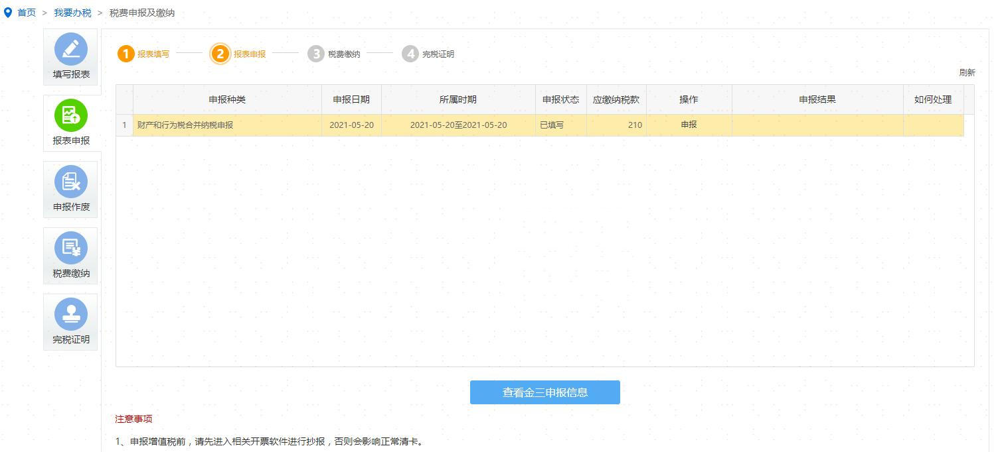 首页 > 我要办税 > 税费申报及缴纳
填写报表
报表申报
申报作废
税费缴纳
完税证明
1 报表填写 2 报表申报 3 税费缴纳 4 完税证明
刷新
申报种类 申报日期 所属时期 申报状态 应缴纳税款 操作 申报结果 如何处理
1 财产和行为税合并纳税申报 2021-05-20 2021-05-20至2021-05-20 已填写 210 申报
查看金三申报信息
注意事项
1、申报增值税前，请先进入相关开票软件进行抄报，否则会影响正常清卡。